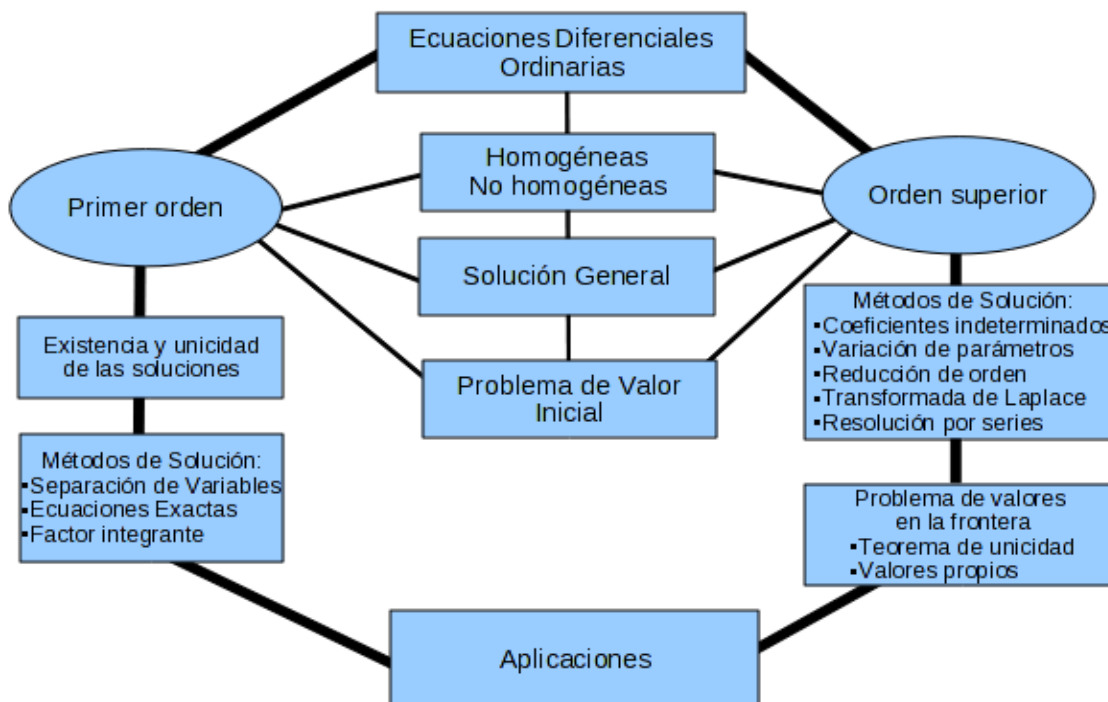 Ecuaciones Diferenciales
Ordinarias
Homogéneas
No homogéneas
Primer orden
Orden superior
Solución General
Existencia y unicidad
de las soluciones
Problema de Valor
Inicial
Métodos de Solución:
▪Coeficientes indeterminados
▪Variación de parámetros
▪Reducción de orden
▪Transformada de Laplace
▪Resolución por series
Métodos de Solución:
▪Separación de Variables
▪Ecuaciones Exactas
▪Factor integrante
Problema de valores
en la frontera
▪Teorema de unicidad
▪Valores propios
Aplicaciones